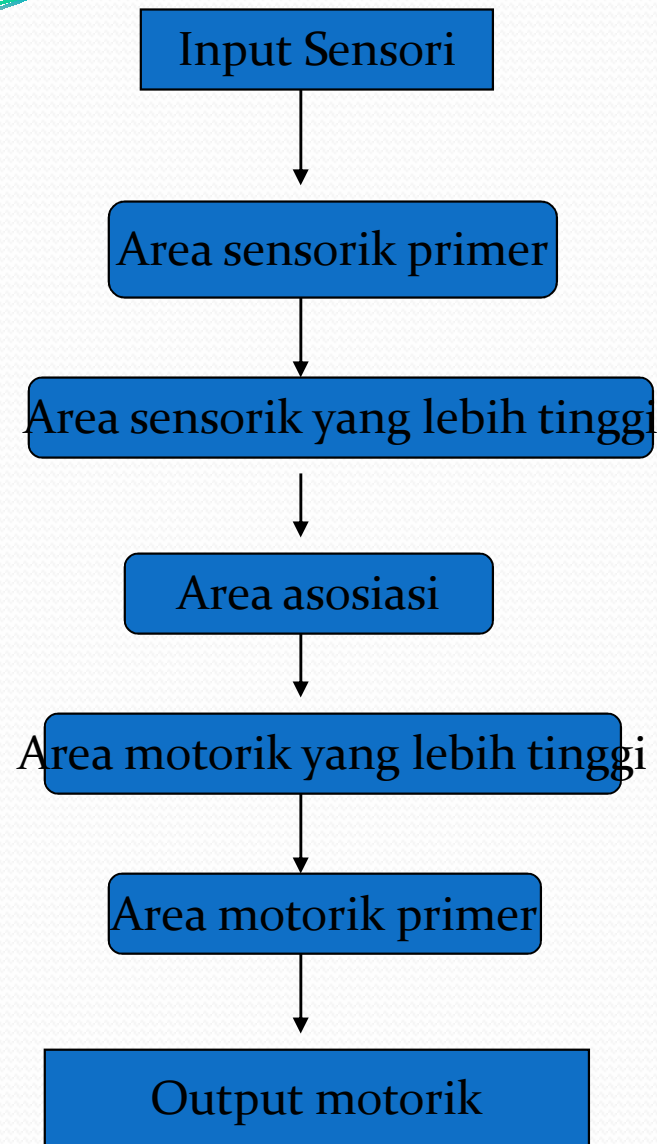 Input Sensori
Area sensorik primer
Area sensorik yang lebih tinggi
Area asosiasi
Area motorik yang lebih tinggi
Area motorik primer
Output motorik